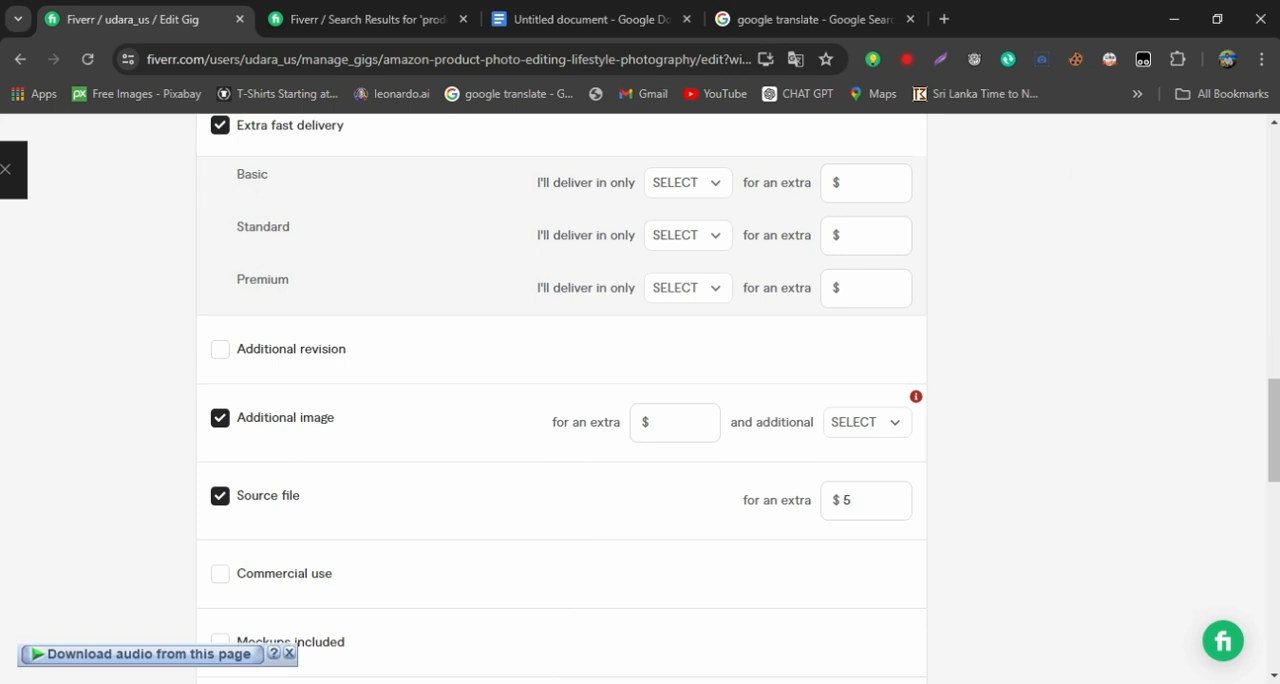 Fiverr / udara_us / Edit Gig
Fiverr / Search Results for 'prod
Untitled document - Google Do
google translate - Google Searc
fiverr.com/users/udara_us/manage_gigs/amazon-product-photo-editing-lifestyle-photography/edit?wi...
Apps
Free Images - Pixabay
T-Shirts Starting at...
leonardo.ai
google translate - G...
Gmail
YouTube
CHAT GPT
Maps
Sri Lanka Time to N...
All Bookmarks
Extra fast delivery
Basic I'll deliver in only SELECT for an extra $
Standard I'll deliver in only SELECT for an extra $
Premium I'll deliver in only SELECT for an extra $
Additional revision
Additional image for an extra $ and additional SELECT
Source file for an extra $ 5
Commercial use
Mockups included
Download audio from this page ? X
fi